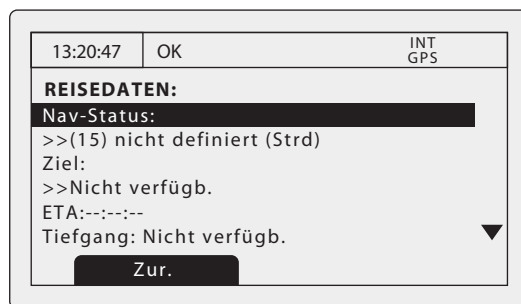 13:20:47 OK INT GPS
REISEDATEN:
Nav-Status:
>>(15) nicht definiert (Strd)
Ziel:
>>Nicht verfügb.
ETA:--:--:--
Tiefgang: Nicht verfügb.
Zur.